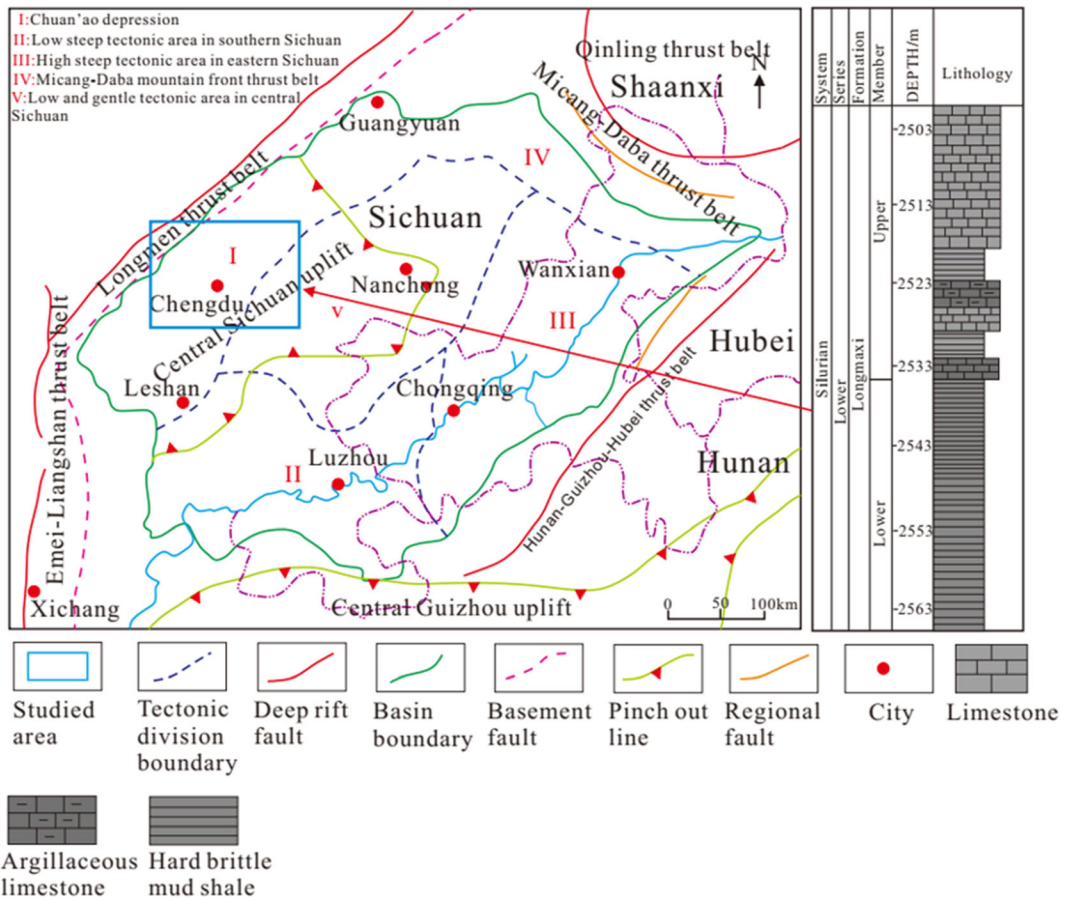 I:Chuan'ao depression
II:Low steep tectonic area in southern Sichuan
III:High steep tectonic area in eastern Sichuan
IV:Micang-Daba mountain front thrust belt
V:Low and gentle tectonic area in central
Sichuan
Qinling thrust belt
N
Shaanxi
Micang-Daba thrust belt
Guangyuan
IV
Longmen thrust belt
Sichuan
I
Chengdu
Central Sichuan uplift
Nanchong
v
Wanxian
III
Hubei
Leshan
Chongqing
Hunan-Guizhou-Hubei thrust belt
Luzhou
II
Hunan
Emei-Liangshan thrust belt
Xichang
Central Guizhou uplift
0 50 100km
System
Series
Formation
Member
DEPTH/m
Lithology
Silurian
Lower
Longmaxi
Upper
Lower
2503
2513
2523
2533
2543
2553
2563
Studied
area
Tectonic
division
boundary
Deep rift
fault
Basin
boundary
Basement
fault
Pinch out
line
Regional
fault
City
Limestone
Argillaceous
limestone
Hard brittle
mud shale